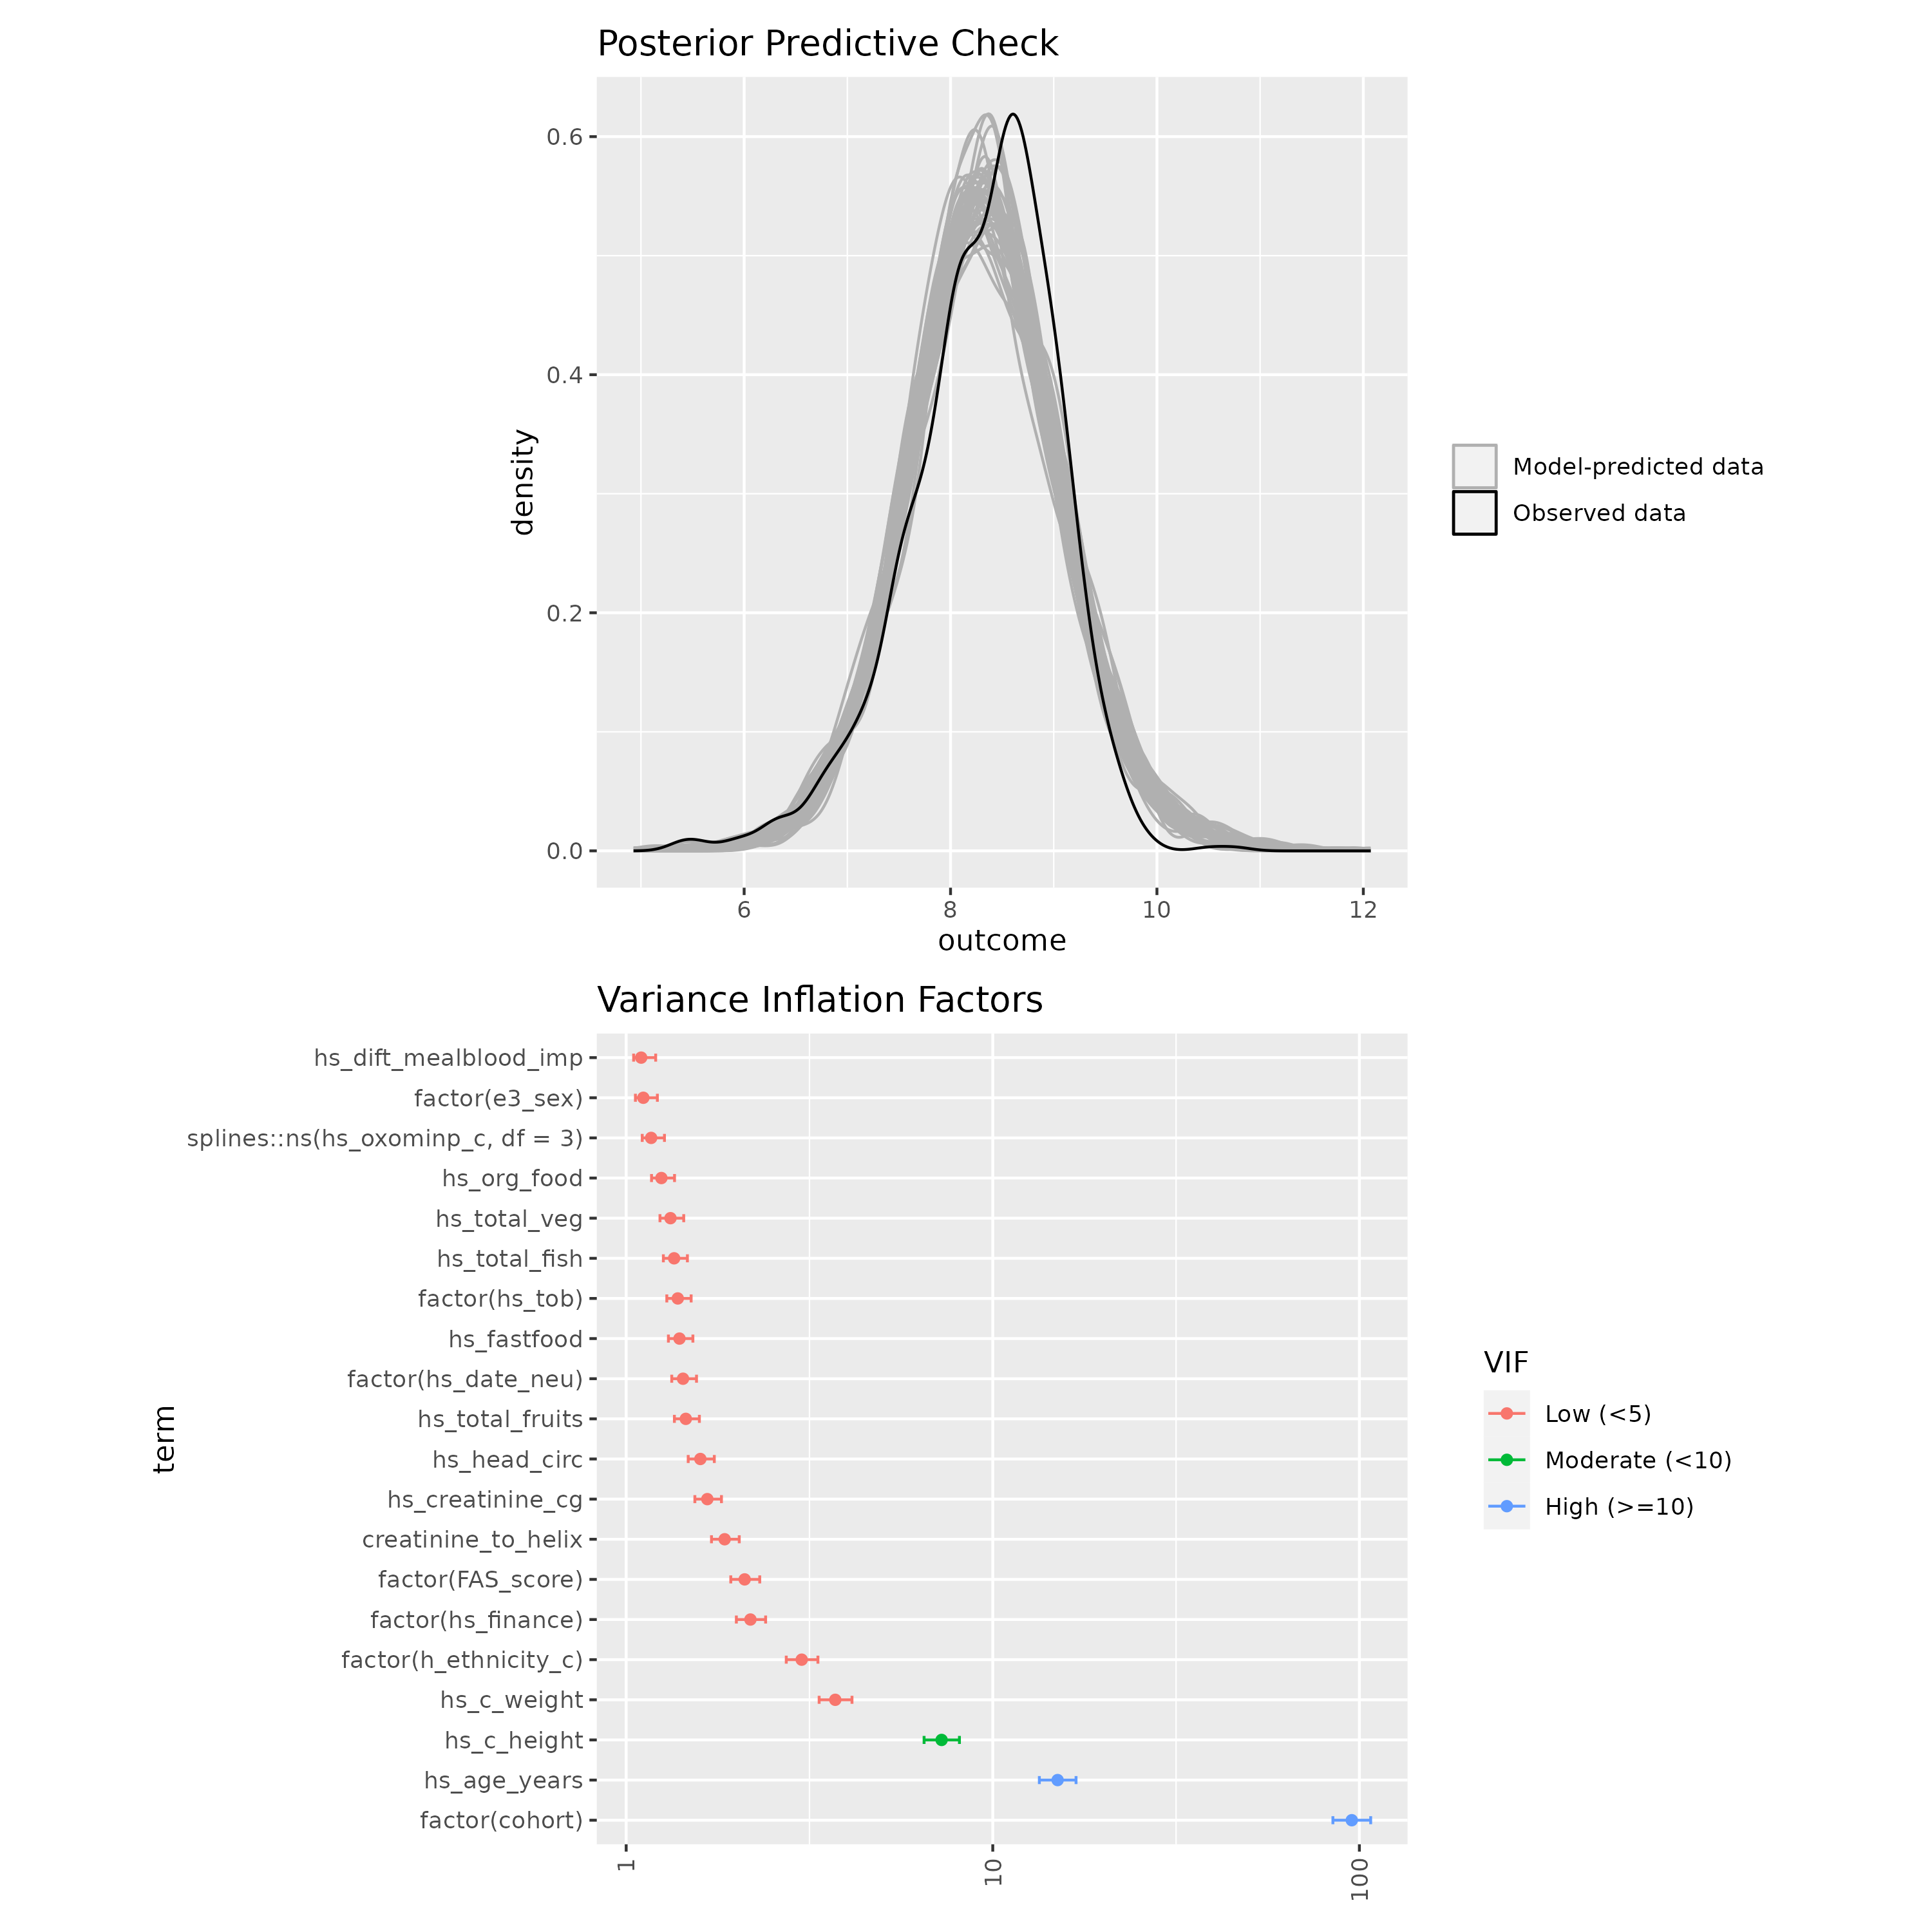 Posterior Predictive Check
0.6
0.4
0.2
0.0
density
6 8 10 12
outcome
Model-predicted data
Observed data
Variance Inflation Factors
hs_dift_mealblood_imp
factor(e3_sex)
splines::ns(hs_oxominp_c, df = 3)
hs_org_food
hs_total_veg
hs_total_fish
factor(hs_tob)
hs_fastfood
factor(hs_date_neu)
hs_total_fruits
hs_head_circ
hs_creatinine_cg
creatinine_to_helix
factor(FAS_score)
factor(hs_finance)
factor(h_ethnicity_c)
hs_c_weight
hs_c_height
hs_age_years
factor(cohort)
term
1 10 100
VIF
Low (<5)
Moderate (<10)
High (>=10)